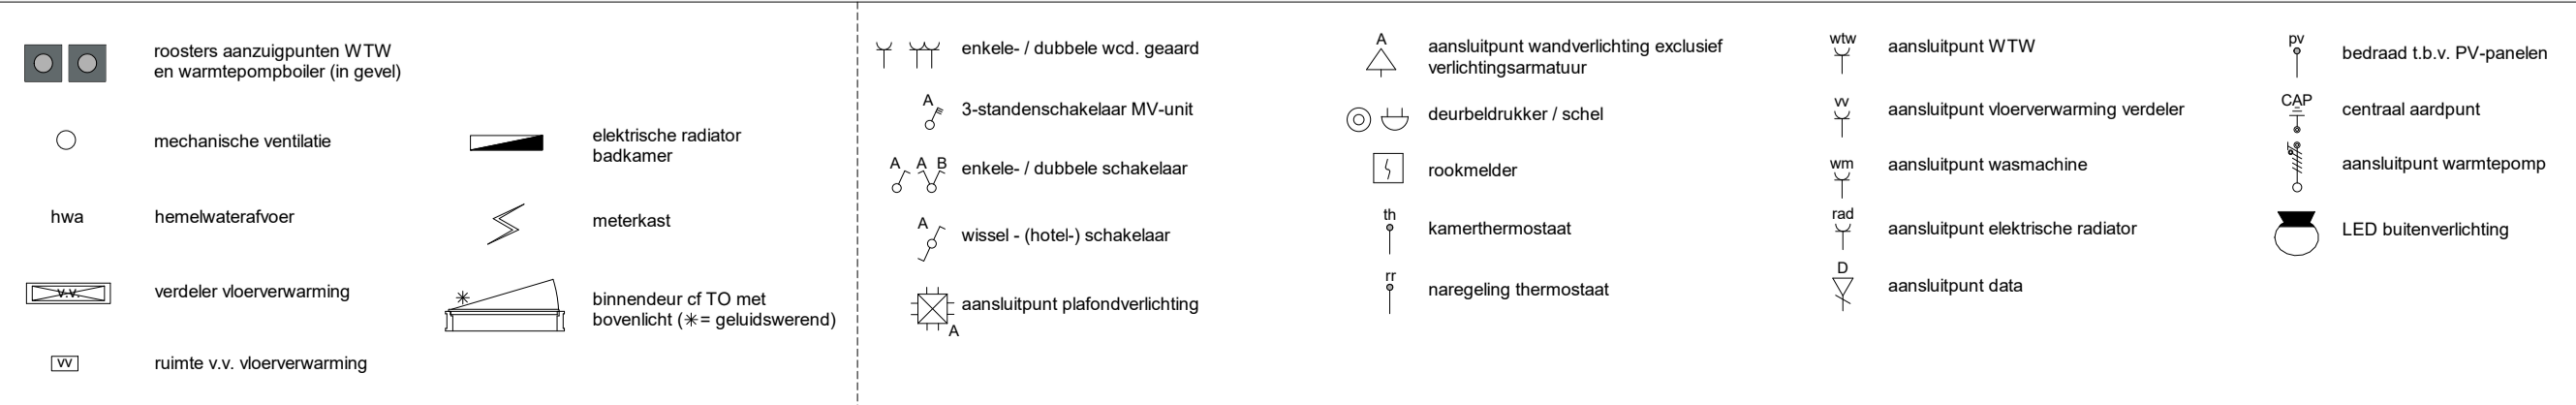 roosters aanzuigpunten WTW
en warmtepompboiler (in gevel)
mechanische ventilatie
hwa hemelwaterafvoer
v.v. verdeler vloerverwarming
vv ruimte v.v. vloerverwarming
elektrische radiator
badkamer
meterkast
binnendeur cf TO met
bovenlicht (✳= geluidswerend)
enkele- / dubbele wcd. geaard
A 3-standenschakelaar MV-unit
A A B enkele- / dubbele schakelaar
A wissel - (hotel-) schakelaar
aansluitpunt plafondverlichting
A
A aansluitpunt wandverlichting exclusief
verlichtingsarmatuur
deurbeldrukker / schel
rookmelder
th kamerthermostaat
rr naregeling thermostaat
wtw aansluitpunt WTW
vv aansluitpunt vloerverwarming verdeler
wm aansluitpunt wasmachine
rad aansluitpunt elektrische radiator
D aansluitpunt data
pv bedraad t.b.v. PV-panelen
CAP centraal aardpunt
aansluitpunt warmtepomp
LED buitenverlichting